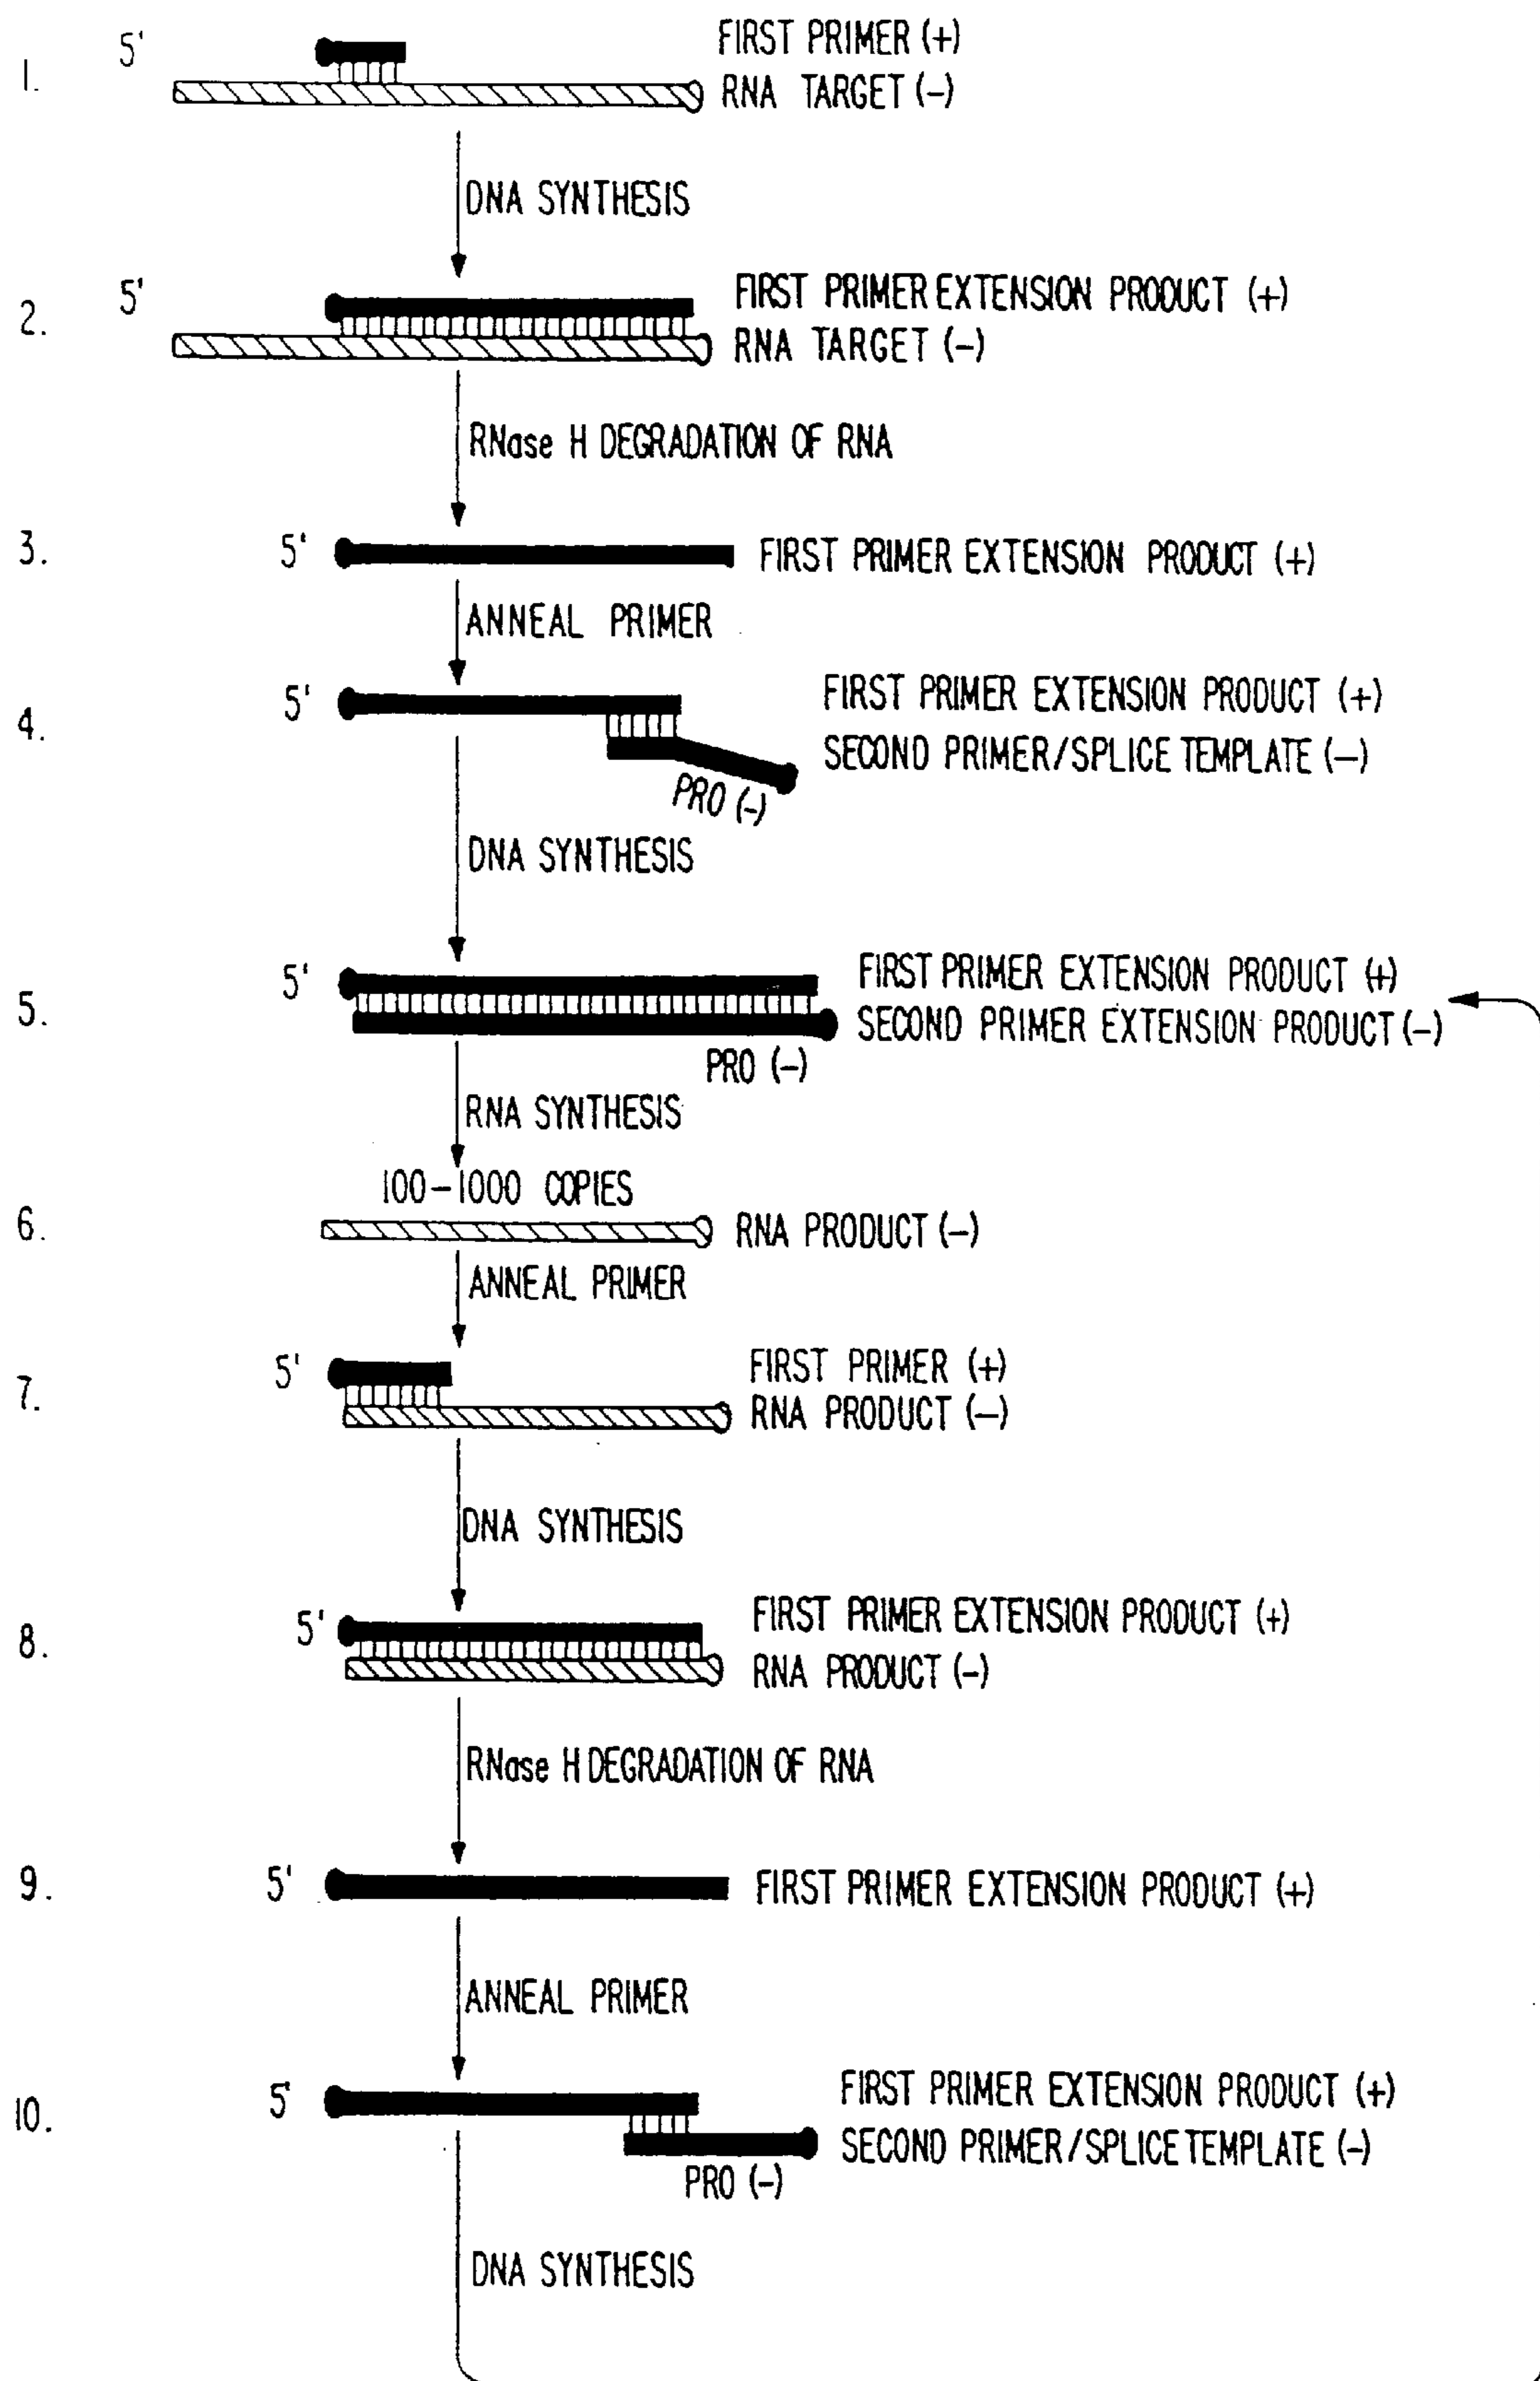 1.
5'
FIRST PRIMER (+)
RNA TARGET (–)
DNA SYNTHESIS
2.
5'
FIRST PRIMER EXTENSION PRODUCT (+)
RNA TARGET (–)
RNase H DEGRADATION OF RNA
3.
5'
FIRST PRIMER EXTENSION PRODUCT (+)
ANNEAL PRIMER
4.
5'
FIRST PRIMER EXTENSION PRODUCT (+)
SECOND PRIMER/SPLICE TEMPLATE (–)
PRO (–)
DNA SYNTHESIS
5.
5'
FIRST PRIMER EXTENSION PRODUCT (+)
SECOND PRIMER EXTENSION PRODUCT (–)
PRO (–)
RNA SYNTHESIS
100–1000 COPIES
6.
RNA PRODUCT (–)
ANNEAL PRIMER
7.
5'
FIRST PRIMER (+)
RNA PRODUCT (–)
DNA SYNTHESIS
8.
5'
FIRST PRIMER EXTENSION PRODUCT (+)
RNA PRODUCT (–)
RNase H DEGRADATION OF RNA
9.
5'
FIRST PRIMER EXTENSION PRODUCT (+)
ANNEAL PRIMER
10.
5'
FIRST PRIMER EXTENSION PRODUCT (+)
SECOND PRIMER/SPLICE TEMPLATE (–)
PRO (–)
DNA SYNTHESIS